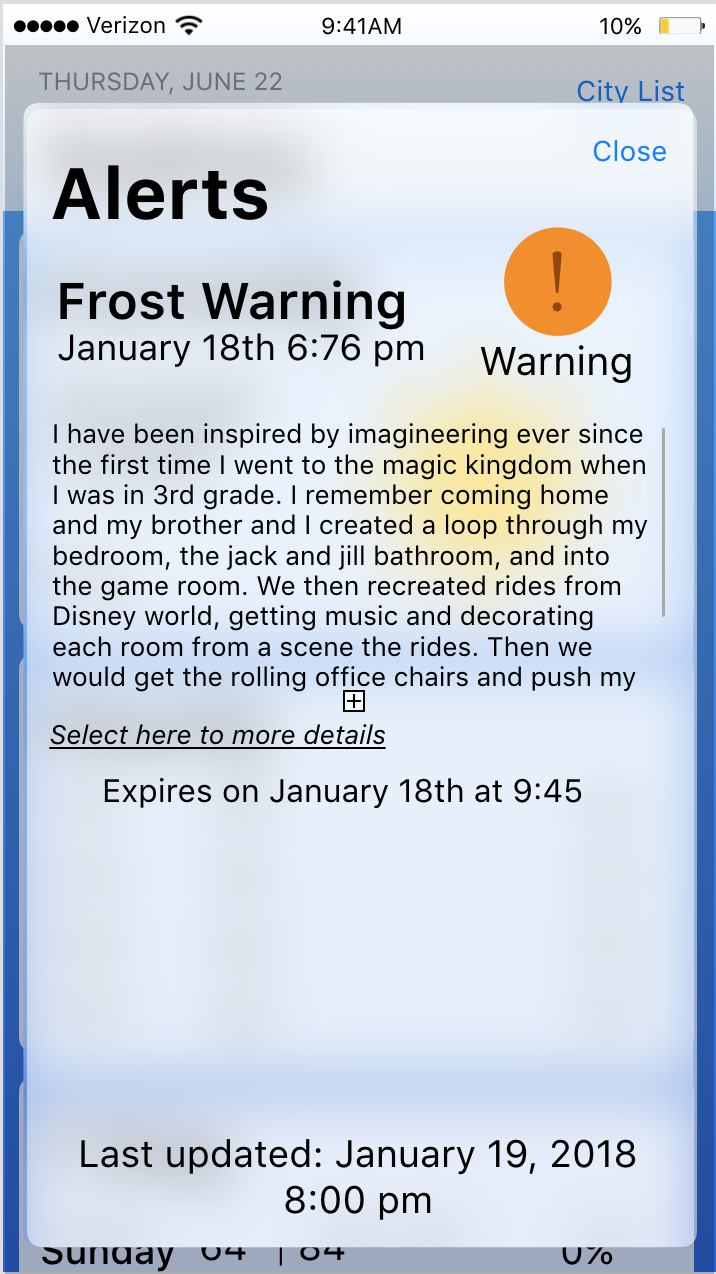 Verizon 9:41AM 10%
THURSDAY, JUNE 22
City List
Close
Alerts
!
Frost Warning
January 18th 6:76 pm
Warning
I have been inspired by imagineering ever since
the first time I went to the magic kingdom when
I was in 3rd grade. I remember coming home
and my brother and I created a loop through my
bedroom, the jack and jill bathroom, and into
the game room. We then recreated rides from
Disney world, getting music and decorating
each room from a scene the rides. Then we
would get the rolling office chairs and push my
Select here to more details
Expires on January 18th at 9:45
Last updated: January 19, 2018
8:00 pm
Sunday 64 | 84 0%